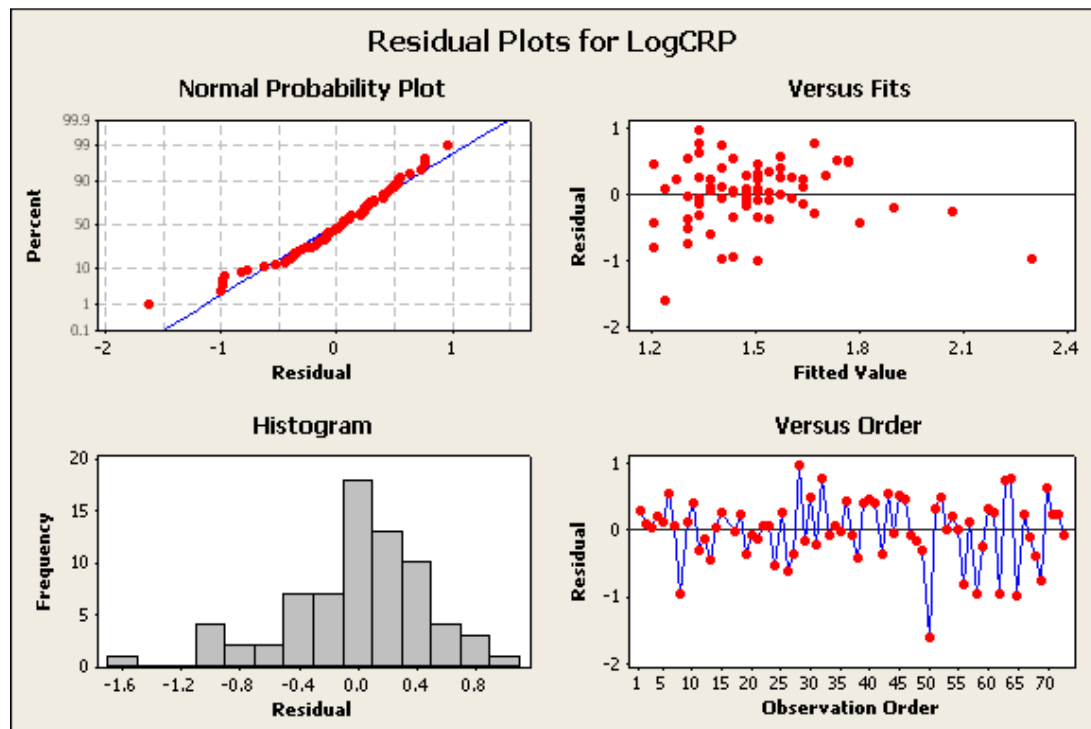 Residual Plots for LogCRP
Normal Probability Plot
99.9
99
90
50
10
1
0.1
Percent
-2 -1 0 1
Residual
Versus Fits
1
0
-1
-2
Residual
1.2 1.5 1.8 2.1 2.4
Fitted Value
Histogram
20
15
10
5
0
Frequency
-1.6 -1.2 -0.8 -0.4 0.0 0.4 0.8
Residual
Versus Order
1
0
-1
-2
Residual
1 5 10 15 20 25 30 35 40 45 50 55 60 65 70
Observation Order